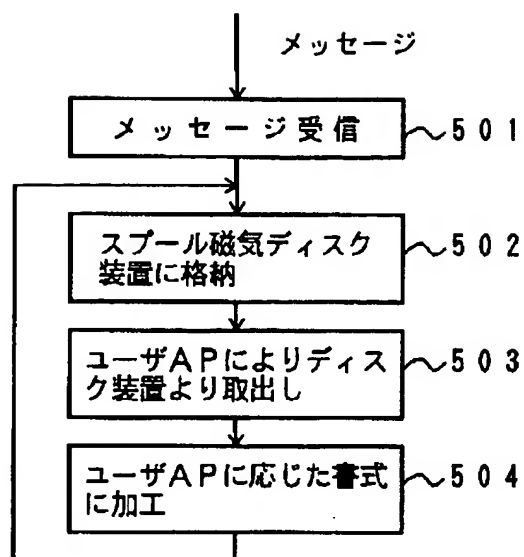 メッセージ
メッセージ受信
501
スプール磁気ディスク
装置に格納
502
ユーザAPによりディス
ク装置より取出し
503
ユーザAPに応じた書式
に加工
504